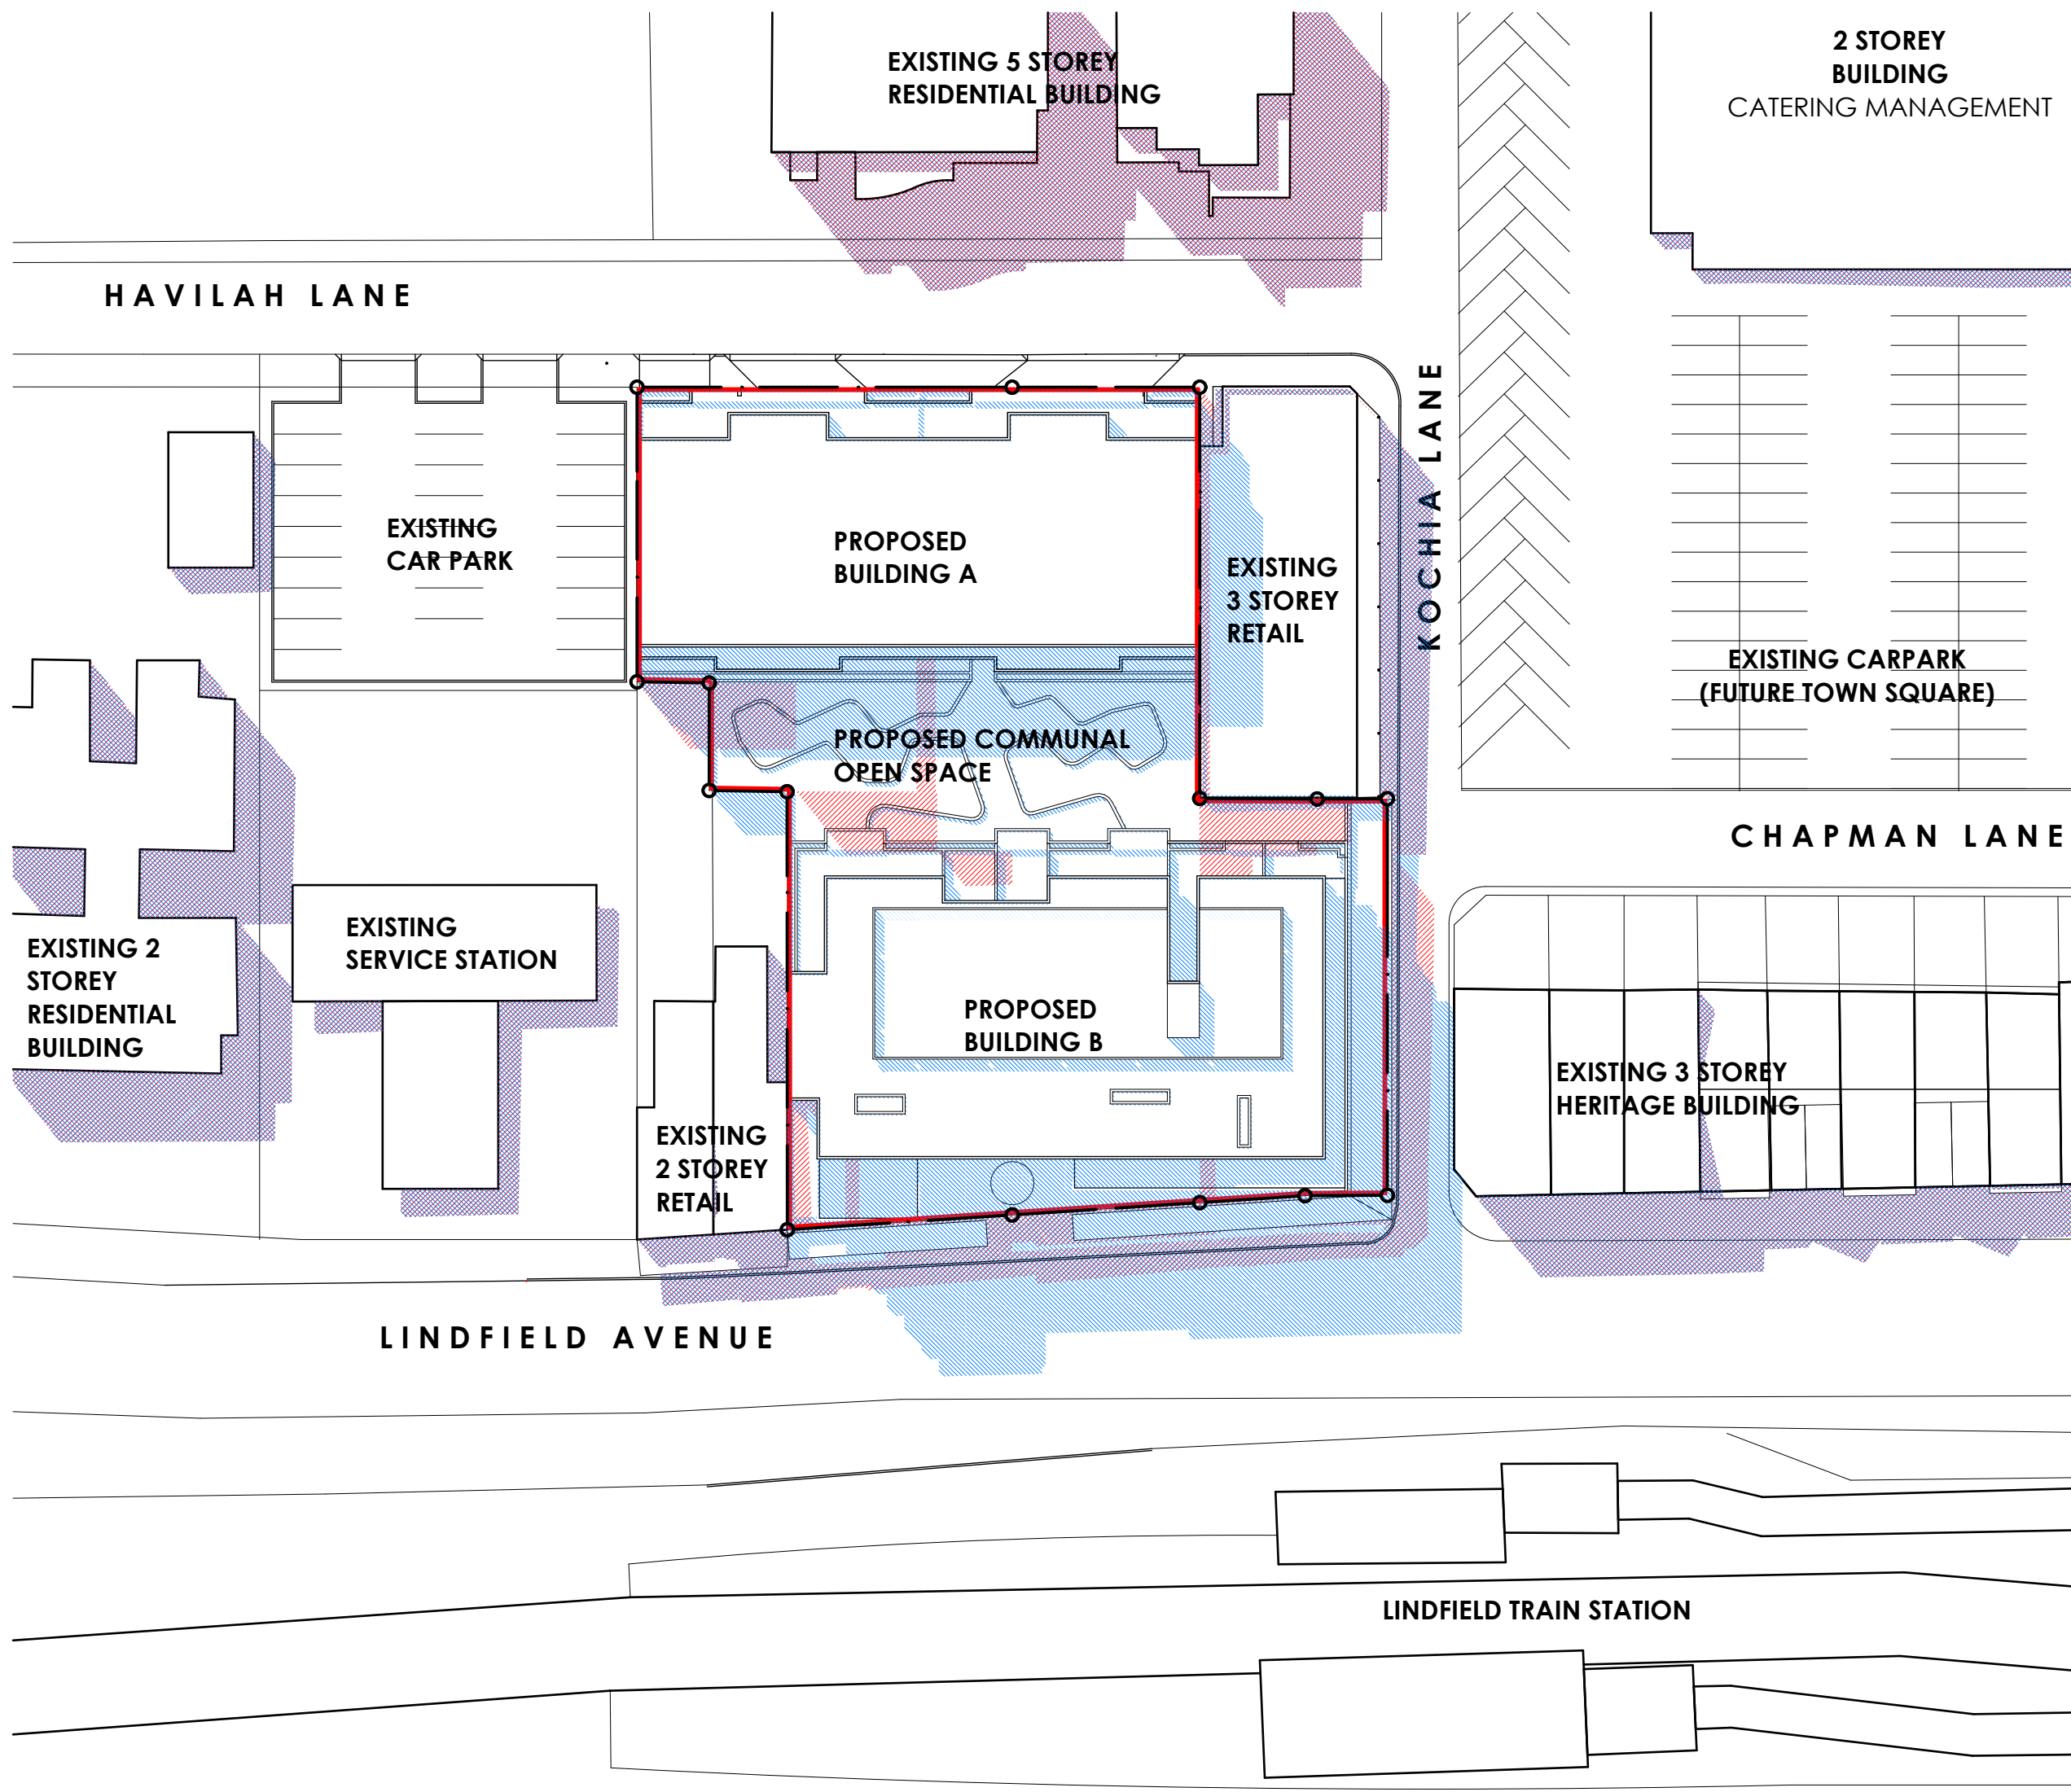 EXISTING 5 STOREY
RESIDENTIAL BUILDING
2 STOREY
BUILDING
CATERING MANAGEMENT
HAVILAH LANE
KOCHIA LANE
EXISTING
CAR PARK
PROPOSED
BUILDING A
EXISTING
3 STOREY
RETAIL
EXISTING CARPARK
(FUTURE TOWN SQUARE)
PROPOSED COMMUNAL
OPEN SPACE
CHAPMAN LANE
EXISTING 2
STOREY
RESIDENTIAL
BUILDING
EXISTING
SERVICE STATION
PROPOSED
BUILDING B
EXISTING 3 STOREY
HERITAGE BUILDING
EXISTING
2 STOREY
RETAIL
LINDFIELD AVENUE
LINDFIELD TRAIN STATION